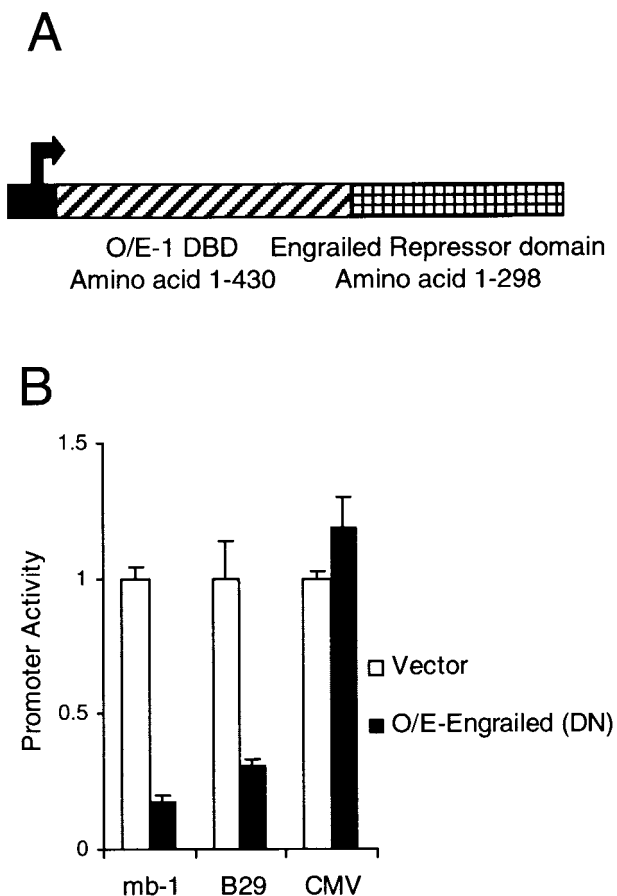 A
O/E-1 DBD Engrailed Repressor domain
Amino acid 1-430 Amino acid 1-298
B
1.5
1
0.5
0
Promoter Activity
Vector
O/E-Engrailed (DN)
mb-1 B29 CMV